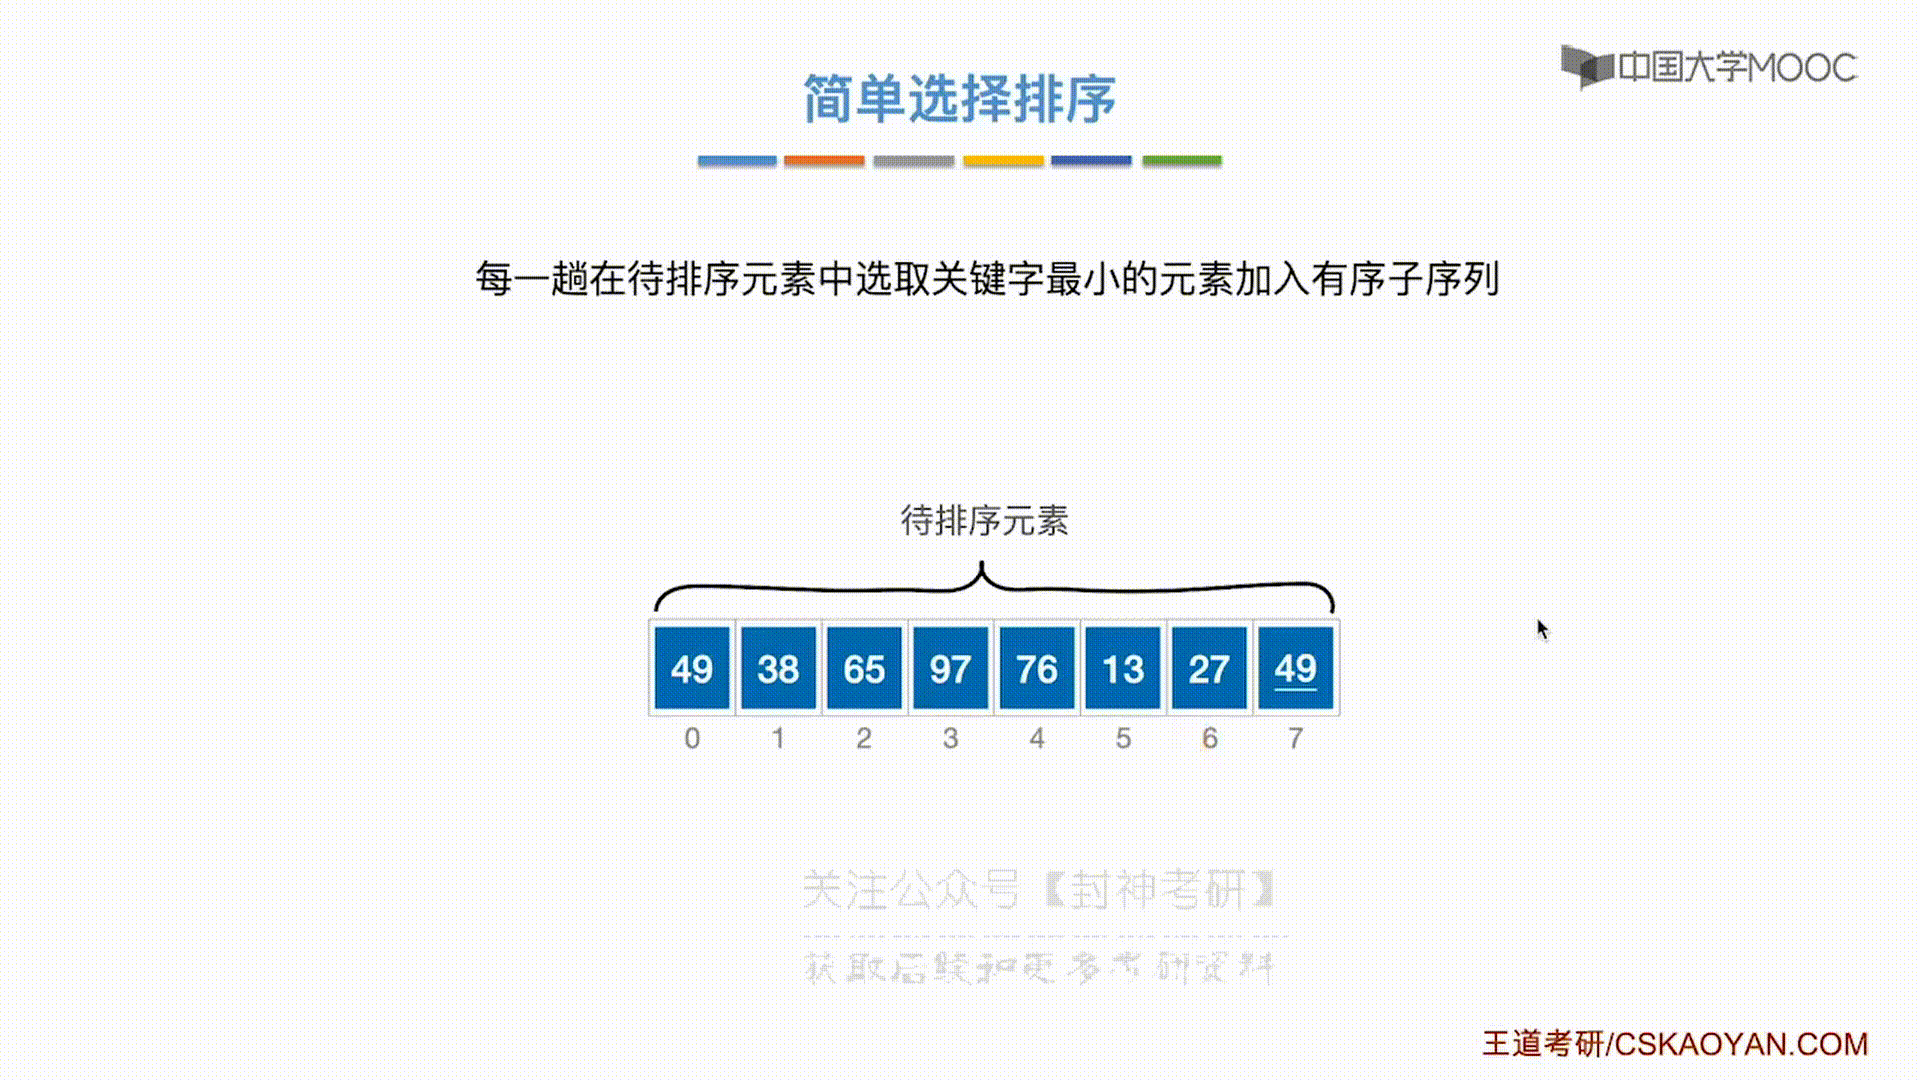 中国大学MOOC
简单选择排序
每一趟在待排序元素中选取关键字最小的元素加入有序子序列
待排序元素
49 38 65 97 76 13 27 49
0 1 2 3 4 5 6 7
关注公众号【封神考研】
获取后续和更多考研资料
王道考研/CSKAOYAN.COM